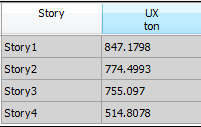 Story UX
ton
Story1 847.1798
Story2 774.4993
Story3 755.097
Story4 514.8078